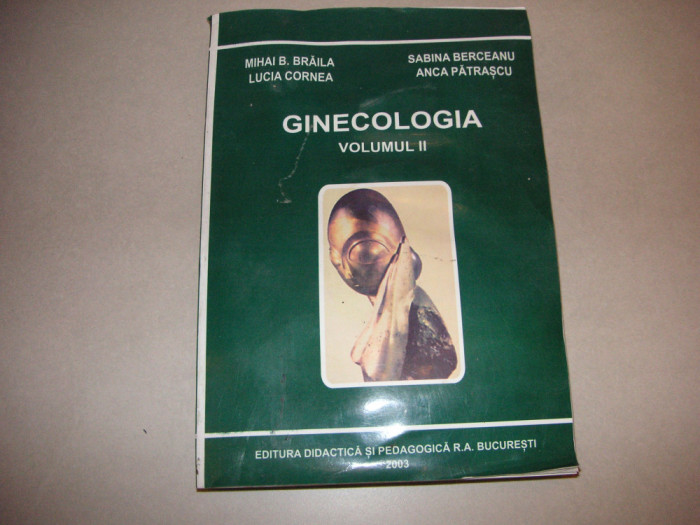 MIHAI B. BRĂILA
LUCIA CORNEA
SABINA BERCEANU
ANCA PĂTRAȘCU
GINECOLOGIA
VOLUMUL II
EDITURA DIDACTICĂ ȘI PEDAGOGICĂ R.A. BUCUREȘTI
2003